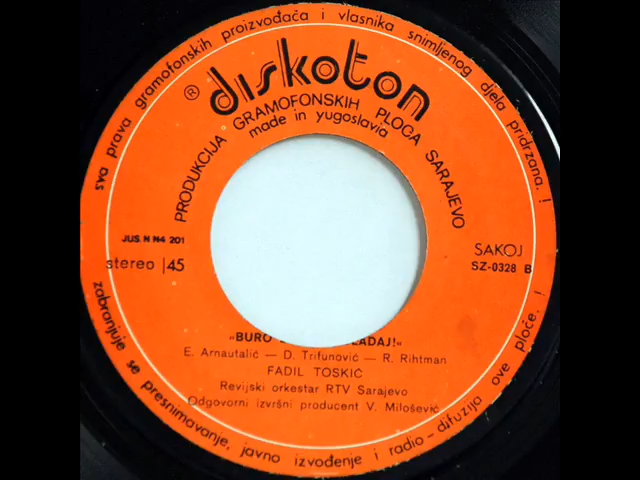 sva prava gramofonskih proizvođača i vlasnika snimljenog djela pridrzana. !
® diskoton
PRODUKCIJA GRAMOFONSKIH PLOCA SARAJEVO
made in yugoslavia
JUS. N N4 201
stereo | 45
SAKOJ
SZ-0328 B
»BURO
E. Arnautalić — D. Trifunović — R. Rihtman
FADIL TOSKIĆ
Revijski orkestar RTV Sarajevo
Odgovorni izvršni producent V. Milošević
zabranjuje se presnimavanje, javno izvođenje i radio – difuzija ove ploče. !